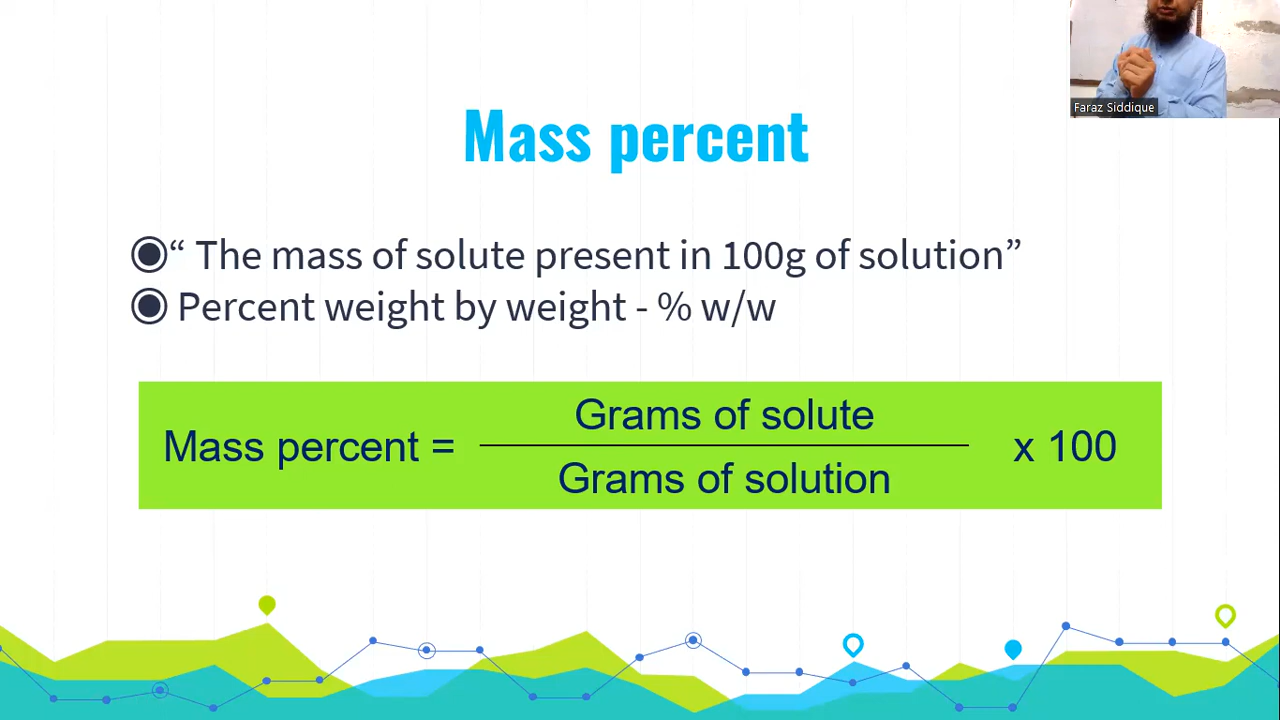 Faraz Siddique
Mass percent
“ The mass of solute present in 100g of solution”
Percent weight by weight - % w/w
Mass percent = Grams of solute x 100
Grams of solution